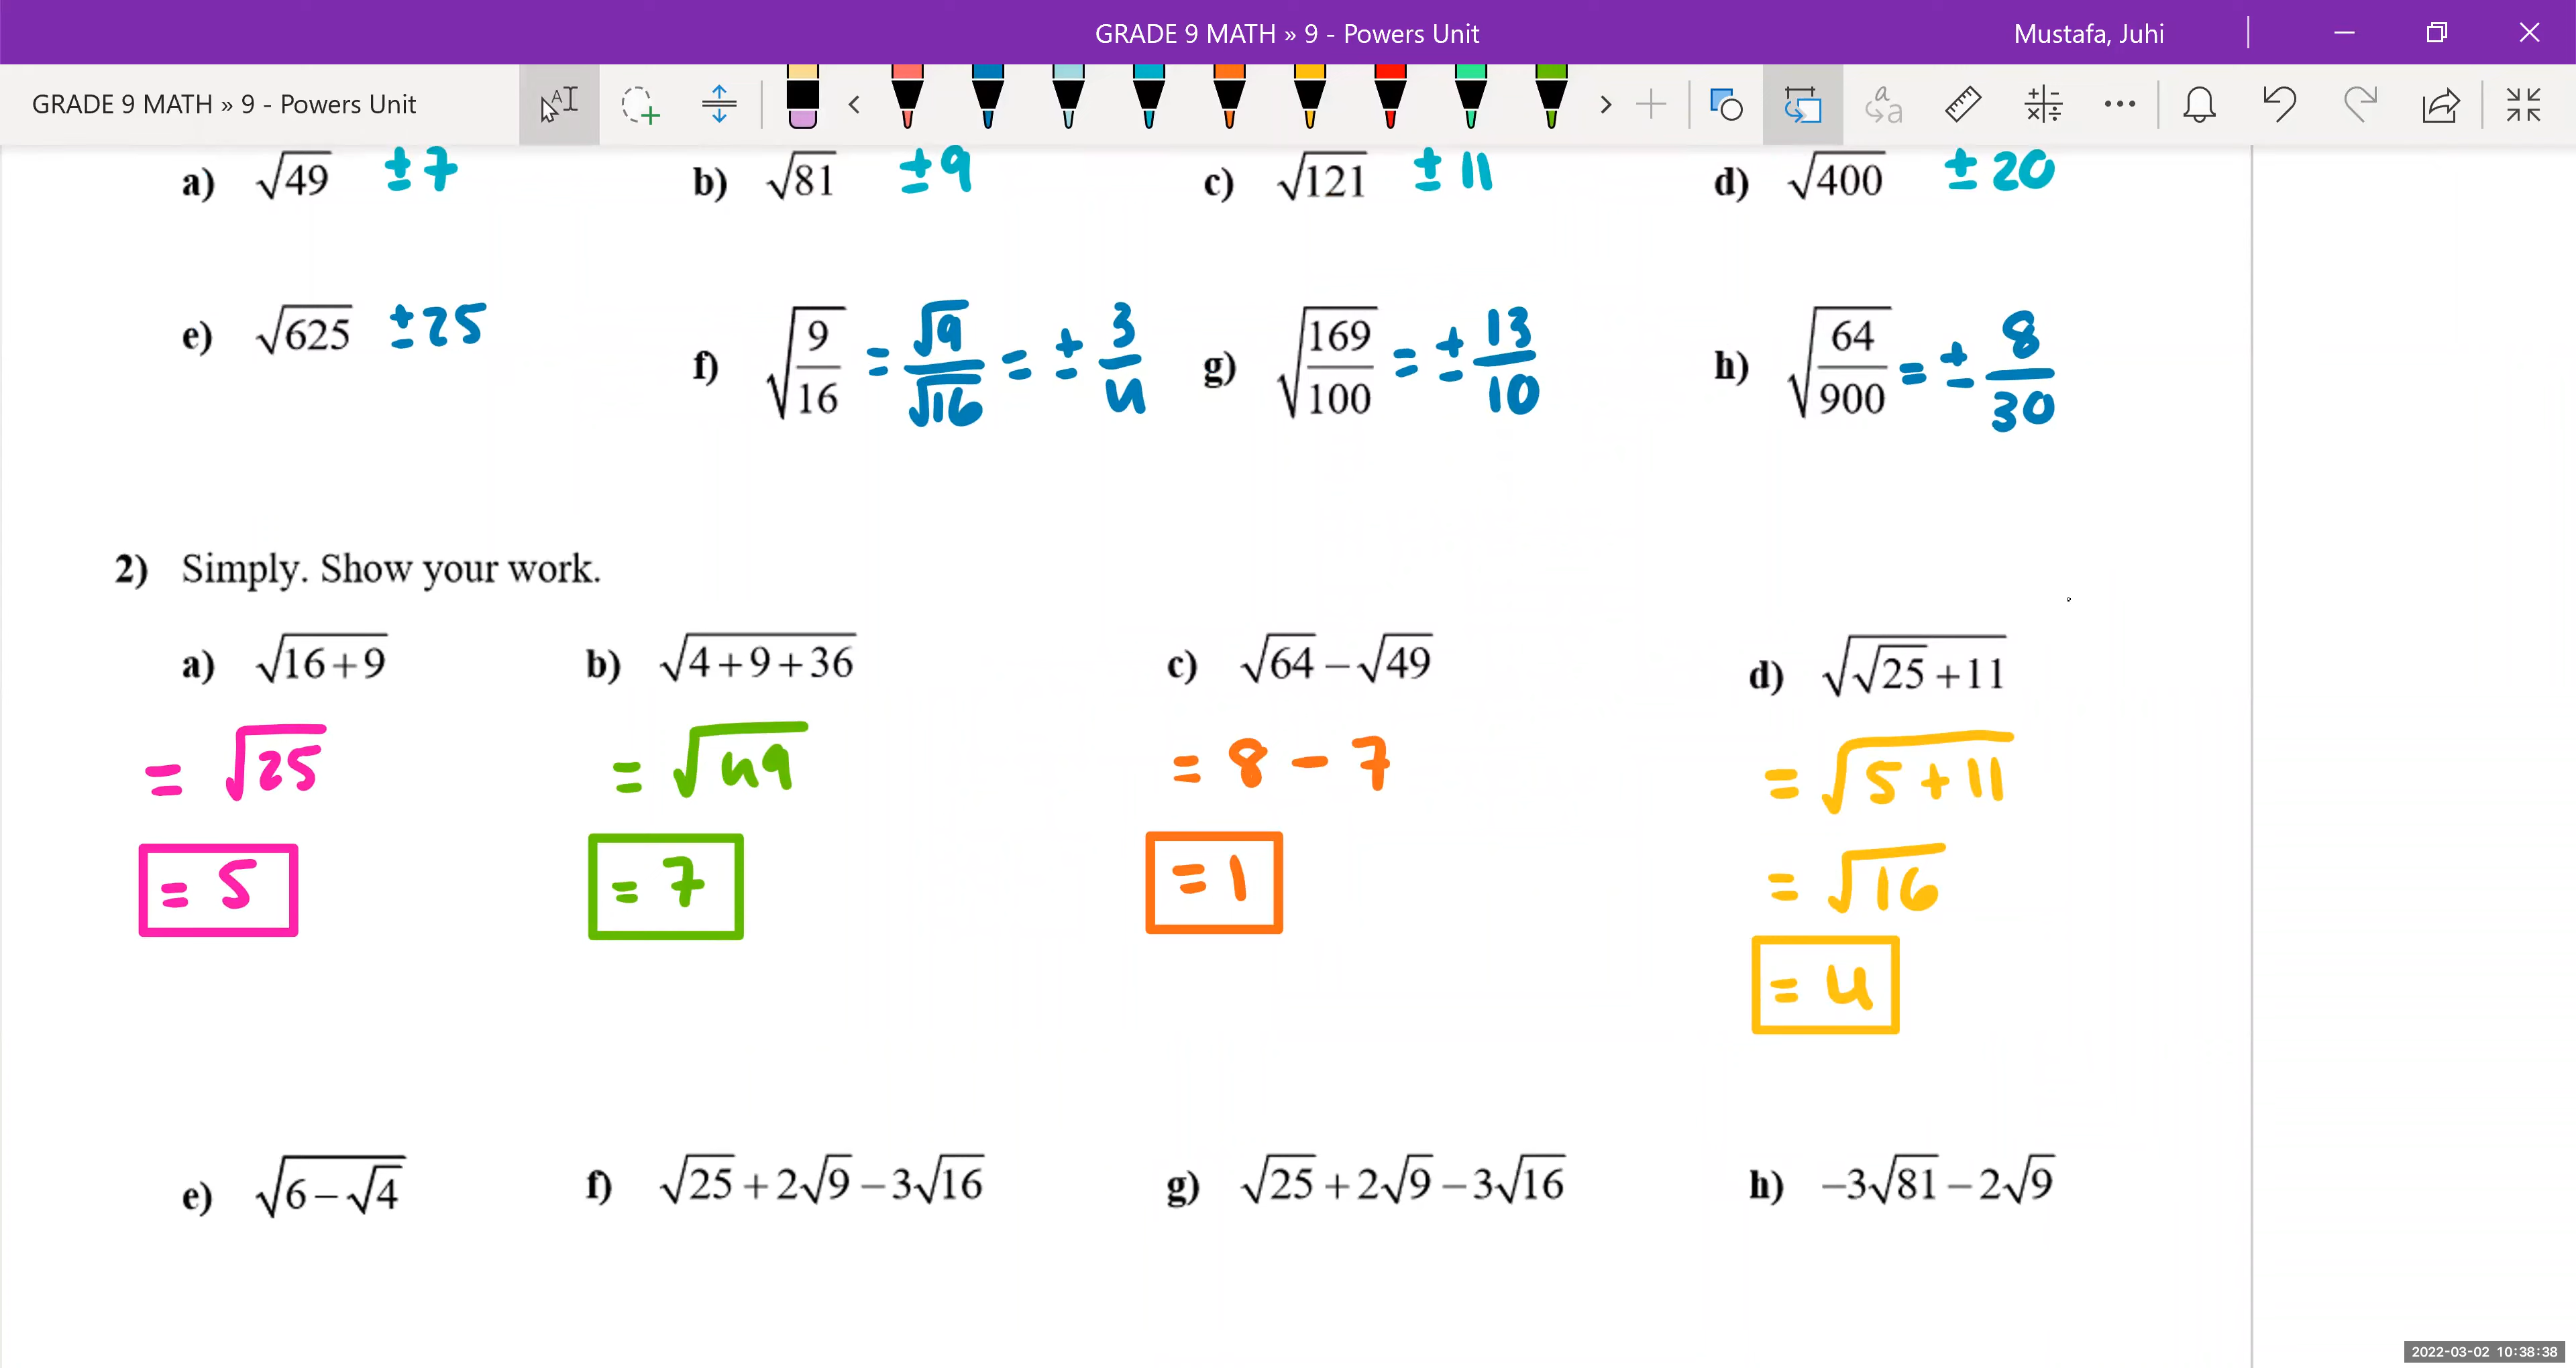 GRADE 9 MATH » 9 - Powers Unit
Mustafa, Juhi
GRADE 9 MATH » 9 - Powers Unit
a) √49 ±7 b) √81 ±9 c) √121 ±11 d) √400 ±20
e) √625 ±25 f) √(9/16) = √9/√16 = ±3/4 g) √(169/100) = ±13/10 h) √(64/900) = ±8/30
2) Simply. Show your work.
a) √(16+9) b) √(4+9+36) c) √64 − √49 d) √(√25+11)
= √25 = √49 = 8 − 7 = √(5+11)
= 5 = 7 = 1 = √16
= 4
e) √(6−√4) f) √25+2√9−3√16 g) √25+2√9−3√16 h) −3√81−2√9
2022-03-02 10:38:38